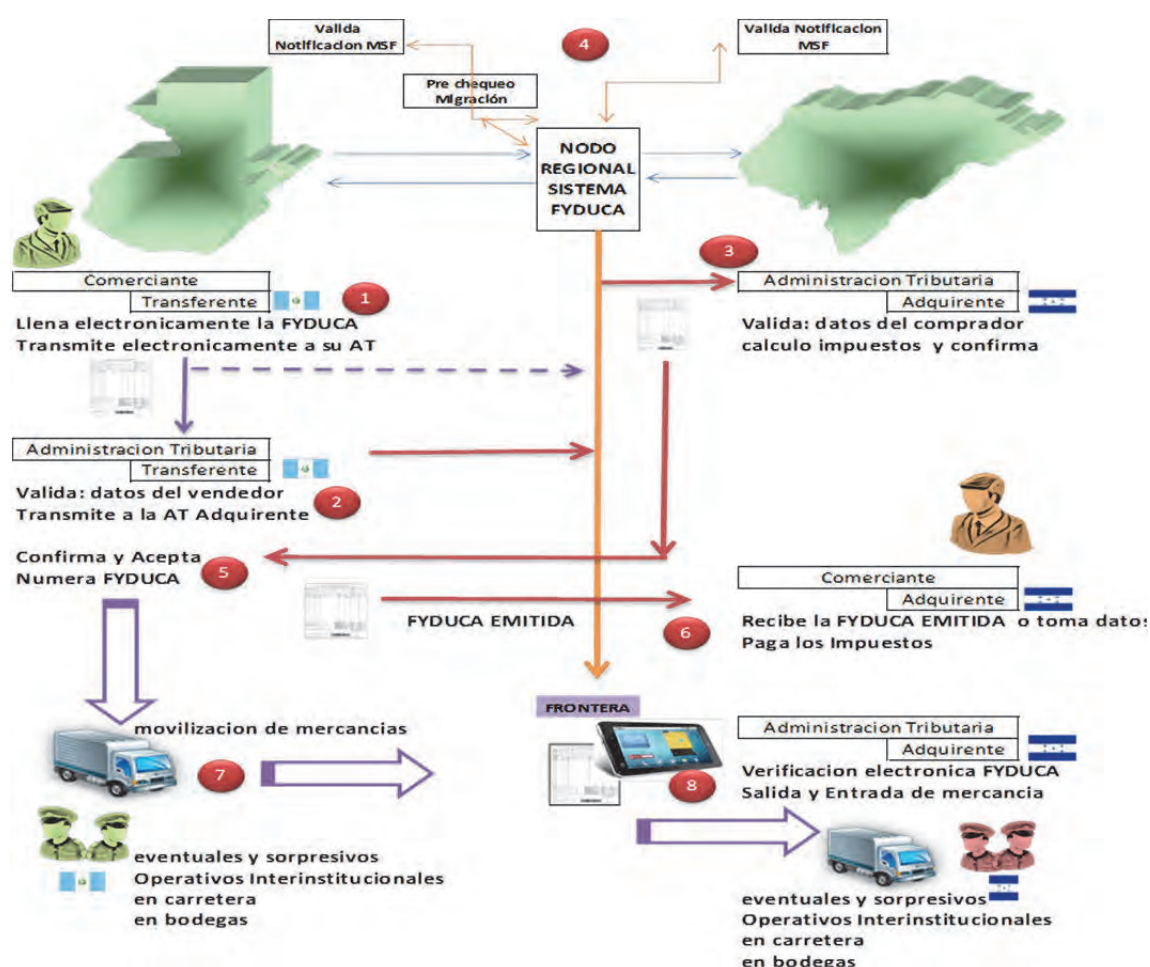 Valida
Notificacion MSF
4
Valida Notificacion
MSF
Pre chequeo
Migración
NODO
REGIONAL
SISTEMA
FYDUCA
3
Comerciante
Transferente
1
Llena electronicamente la FYDUCA
Transmite electronicamente a su AT
Administracion Tributaria
Adquirente
Valida: datos del comprador
calculo impuestos y confirma
Administracion Tributaria
Transferente
Valida: datos del vendedor
Transmite a la AT Adquirente
2
Confirma y Acepta
Numera FYDUCA
5
FYDUCA EMITIDA
Comerciante
Adquirente
6
Recibe la FYDUCA EMITIDA o toma datos
Paga los Impuestos
movilizacion de mercancias
7
eventuales y sorpresivos
Operativos Interinstitucionales
en carretera
en bodegas
FRONTERA
8
Administracion Tributaria
Adquirente
Verificacion electronica FYDUCA
Salida y Entrada de mercancia
eventuales y sorpresivos
Operativos Interinstitucionales
en carretera
en bodegas